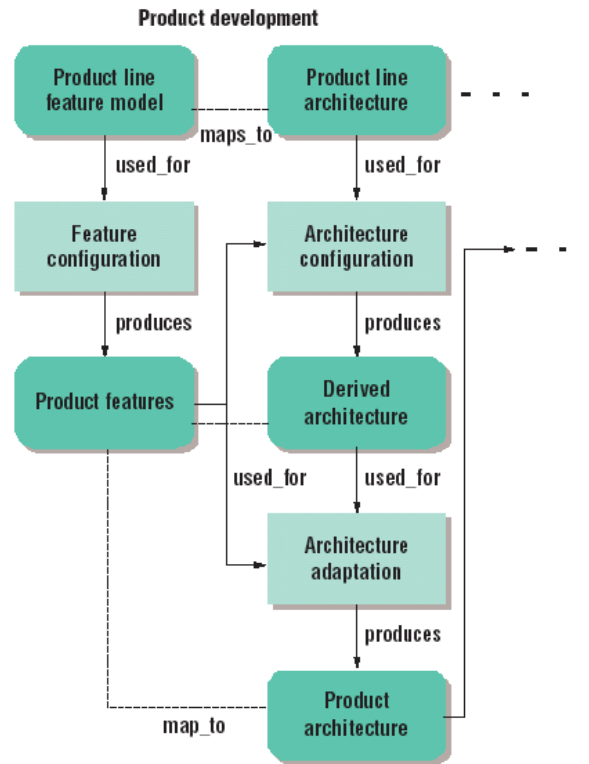 Product development
Product line
feature model
Product line
architecture
maps_to
used_for
used_for
Feature
configuration
Architecture
configuration
produces
produces
Product features
Derived
architecture
used_for
used_for
Architecture
adaptation
produces
Product
architecture
map_to